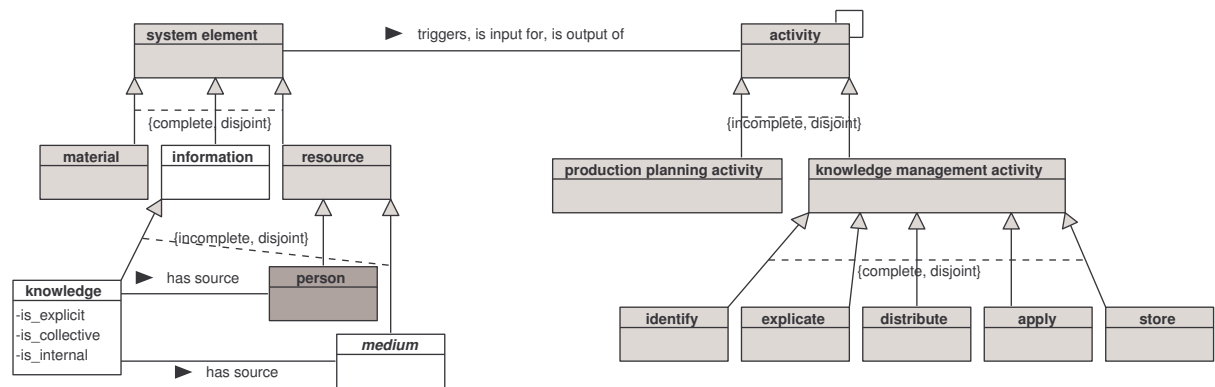 system element
▶ triggers, is input for, is output of
activity
{complete, disjoint}
{incomplete, disjoint}
material
information
resource
production planning activity
knowledge management activity
{incomplete, disjoint}
▶ has source
person
{complete, disjoint}
knowledge
-is_explicit
-is_collective
-is_internal
identify
explicate
distribute
apply
store
medium
▶ has source